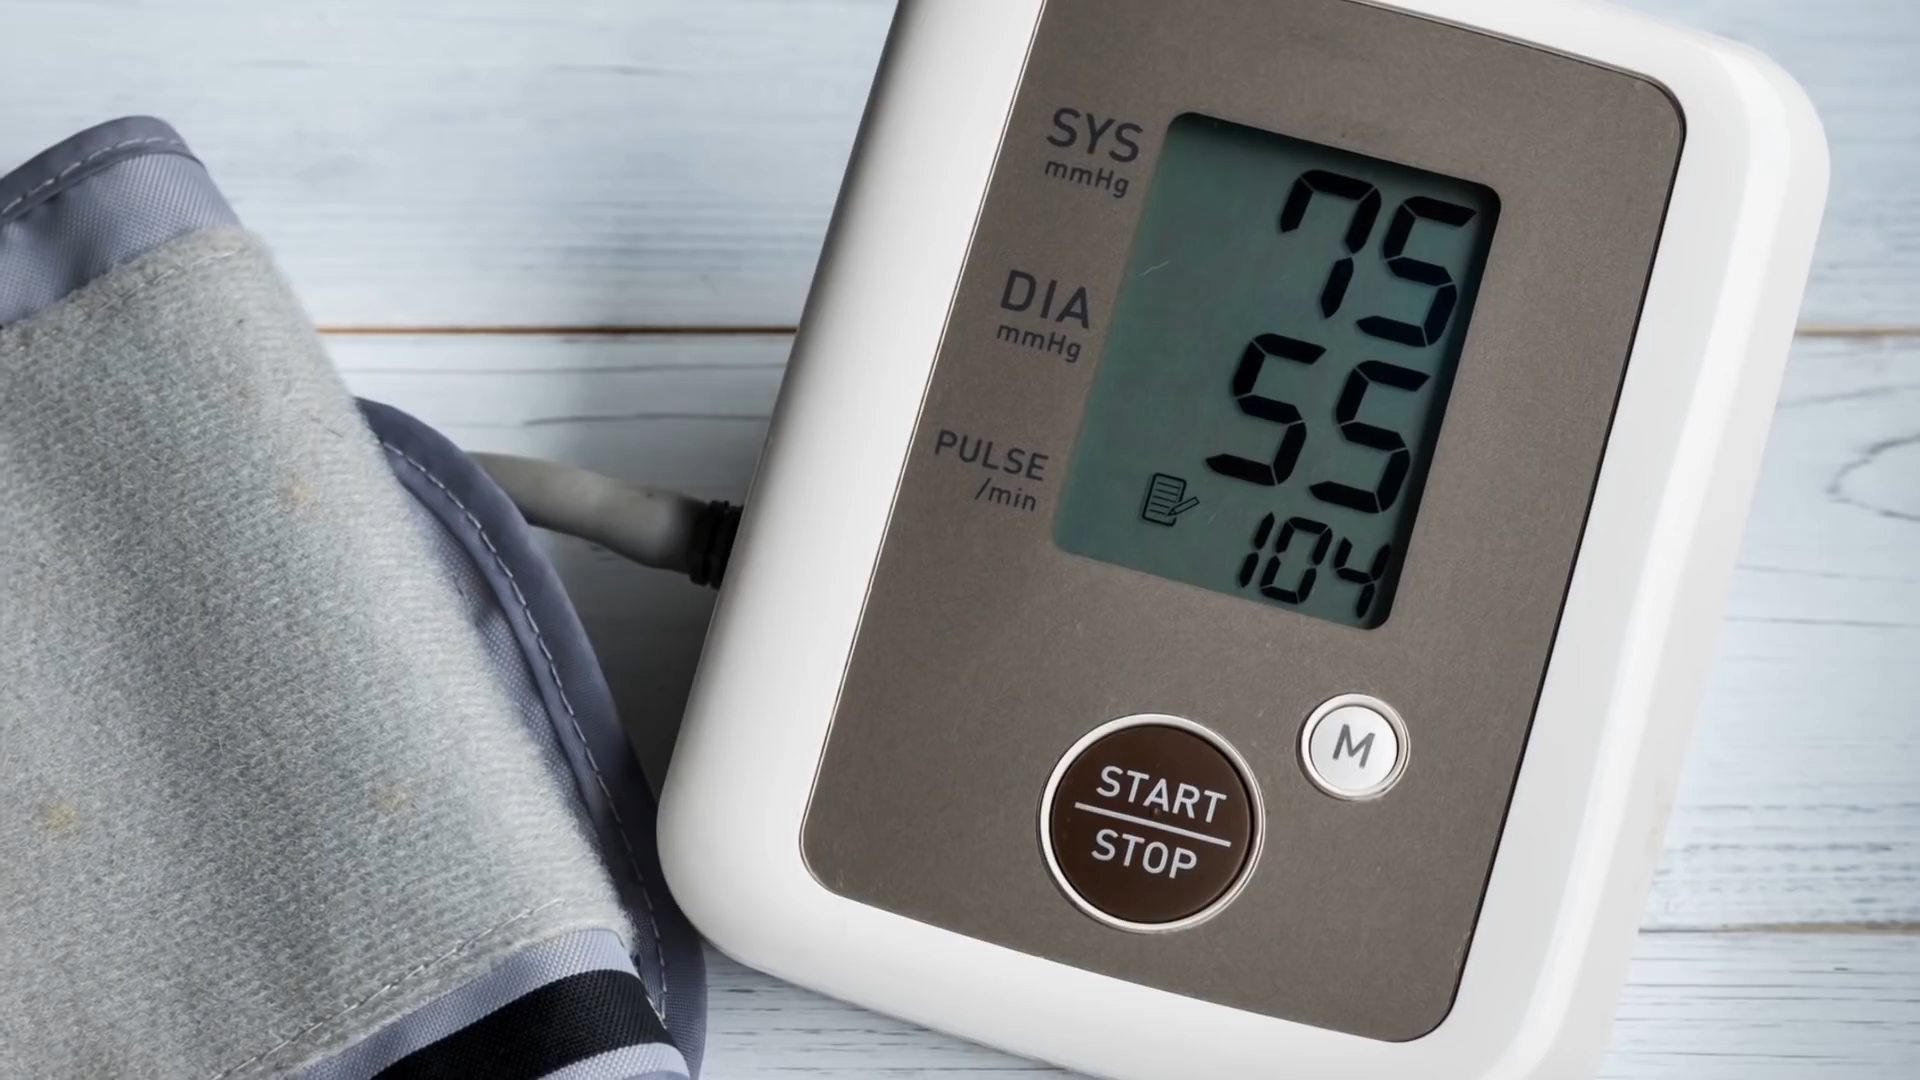 SYS
mmHg
75
DIA
mmHg
55
PULSE
/min
104
M
START
STOP